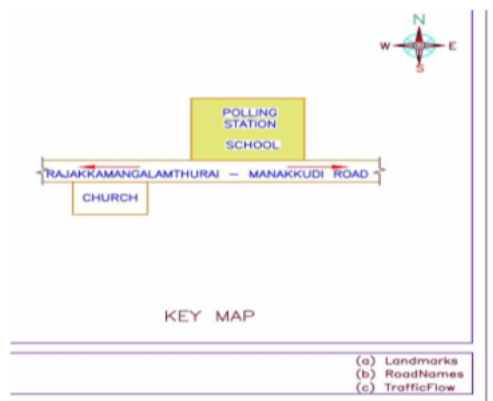 N
W E
S
POLLING
STATION
SCHOOL
RAJAKKAMANGALAMTHURAI - MANAKKUDI ROAD
CHURCH
KEY MAP
(a) Landmarks
(b) RoadNames
(c) TrafficFlow